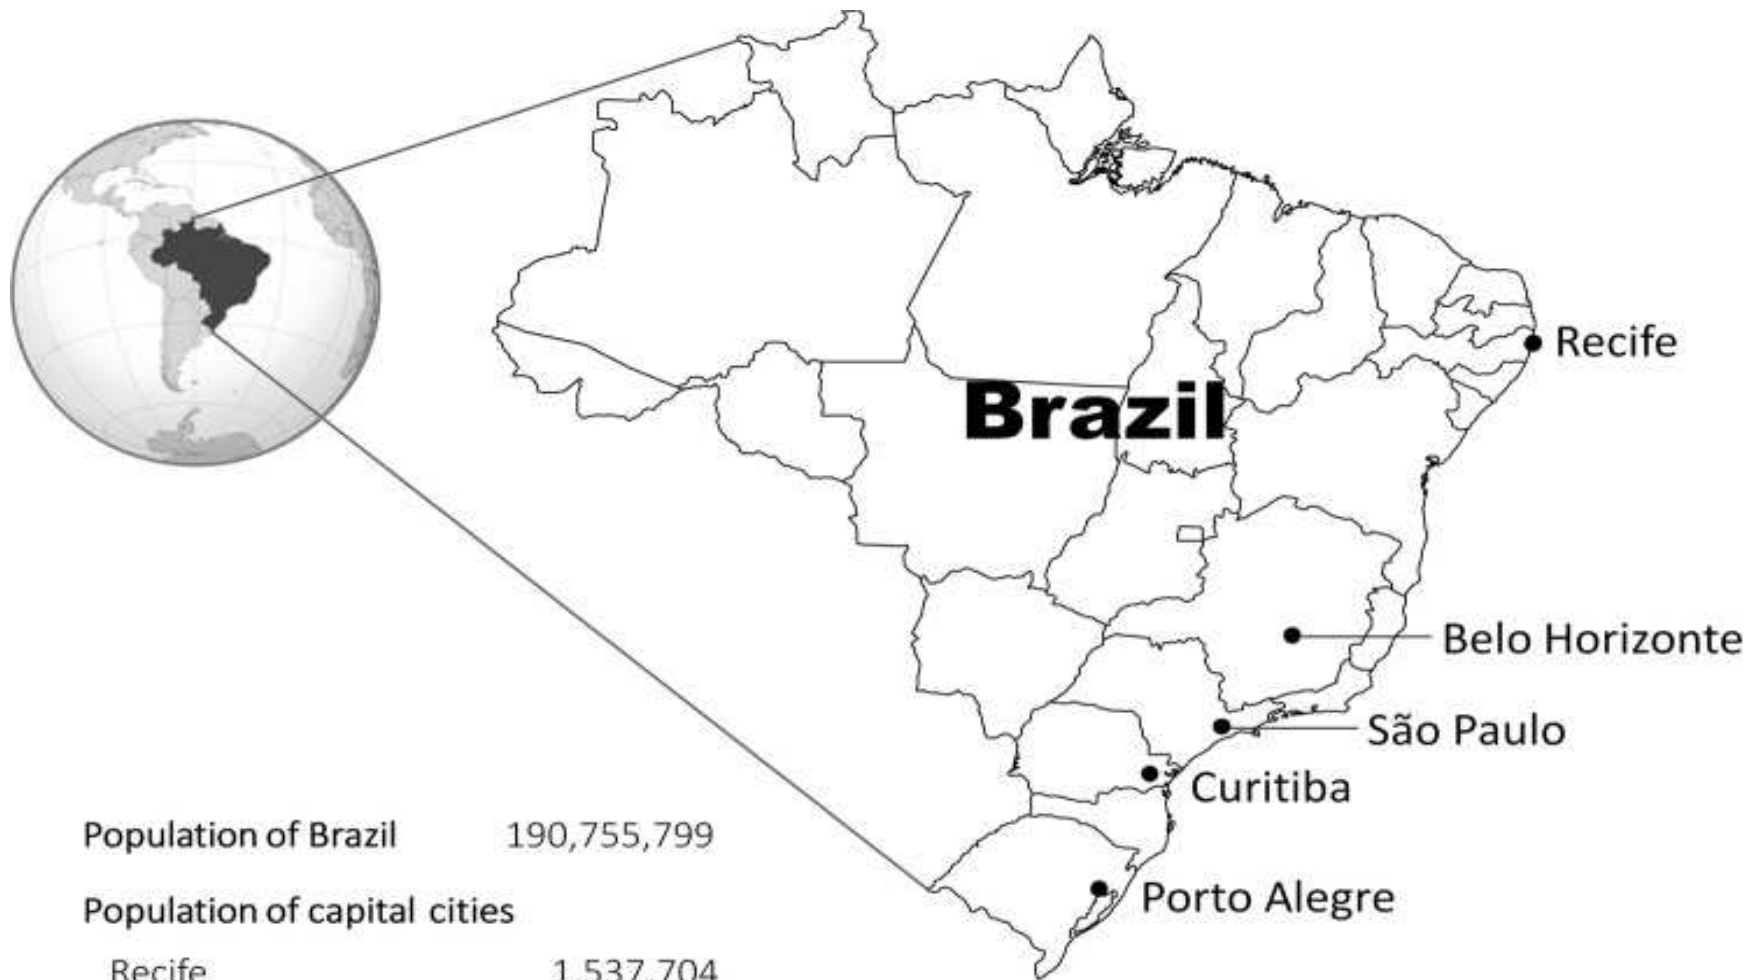 Brazil
Recife
Belo Horizonte
São Paulo
Curitiba
Porto Alegre
Population of Brazil 190,755,799
Population of capital cities
Recife 1,537,704